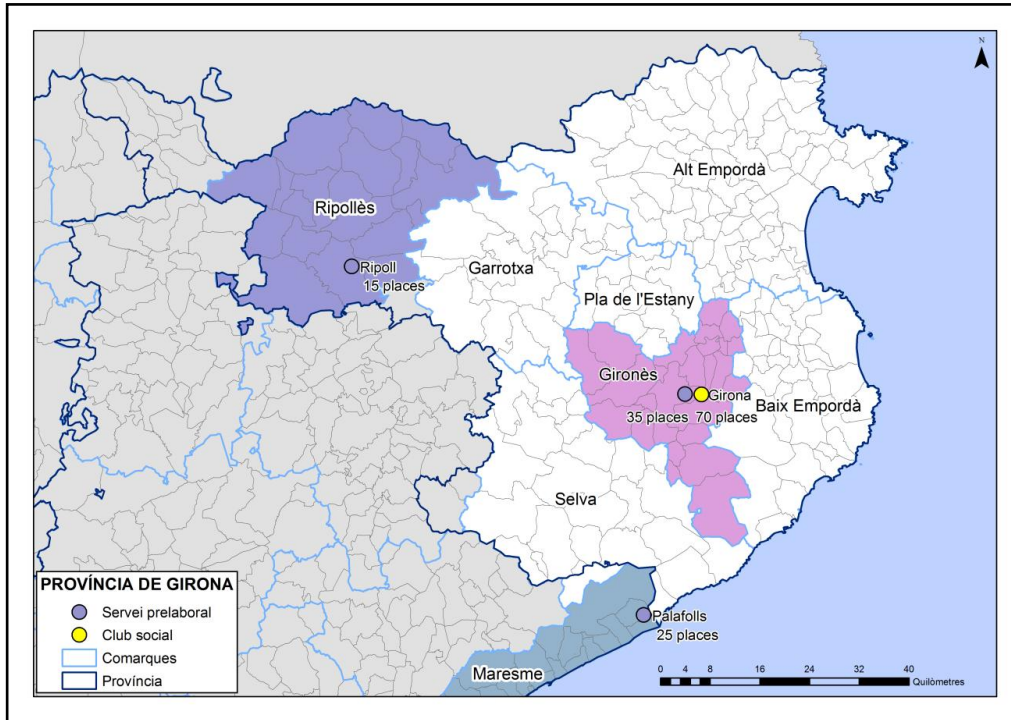 N
Alt Empordà
Ripollès
Garrotxa
Ripoll
15 places
Pla de l'Estany
Gironès
Girona
35 places 70 places
Baix Empordà
Selva
PROVÍNCIA DE GIRONA
Servei prelaboral
Club social
Comarques
Província
Palafolls
25 places
Maresme
0 4 8 16 24 32 40
Quilòmetres